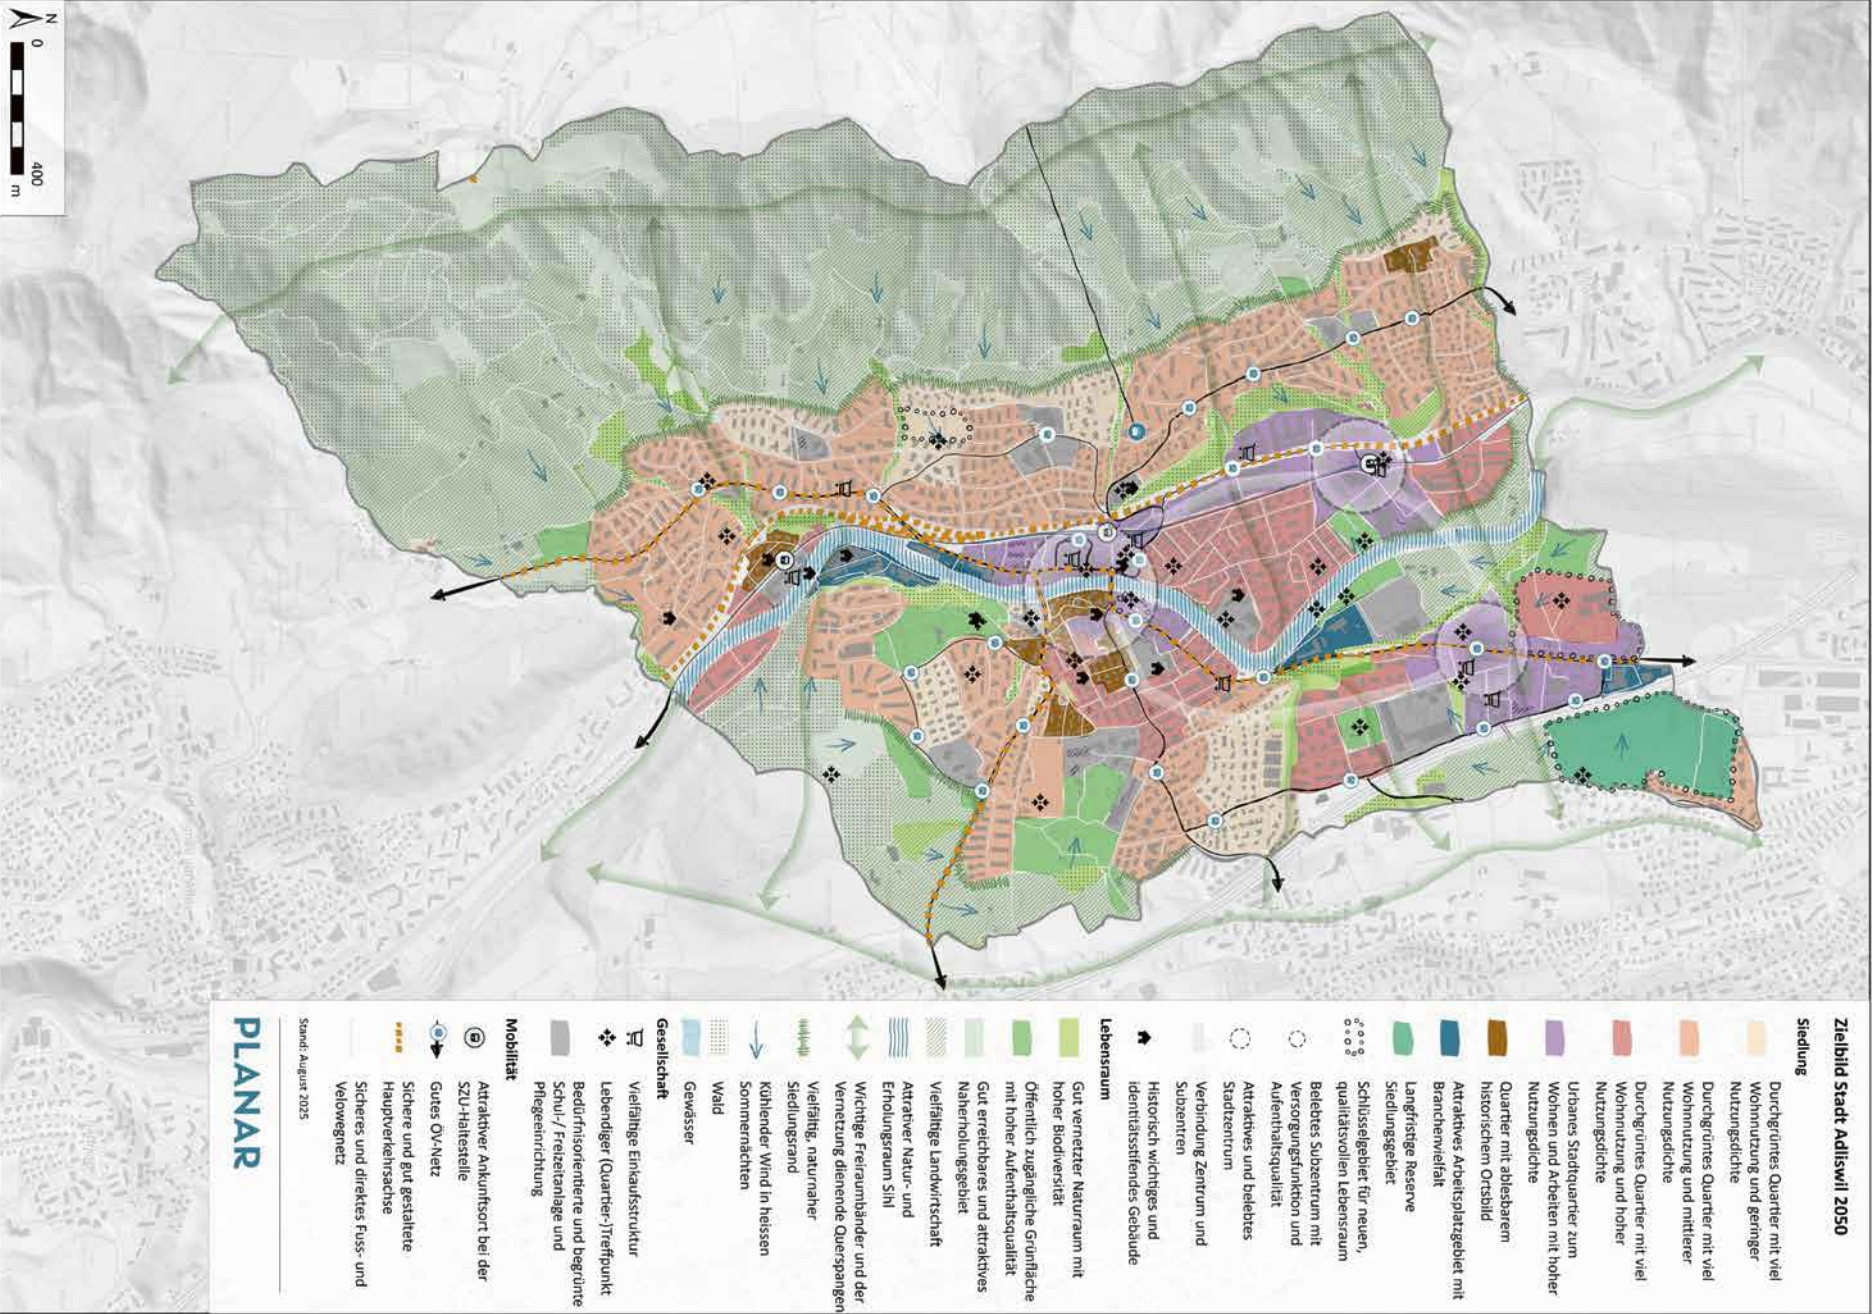 Zielbild Stadt Adliswil 2050
Siedlung
Durchgrüntes Quartier mit viel
Wohnnutzung und geringer
Nutzungsdichte
Durchgrüntes Quartier mit viel
Wohnnutzung und mittlerer
Nutzungsdichte
Durchgrüntes Quartier mit viel
Wohnnutzung und hoher
Nutzungsdichte
Urbanes Stadtquartier zum
Wohnen und Arbeiten mit hoher
Nutzungsdichte
Quartier mit ablesbarem
historischem Ortsbild
Attraktives Arbeitsplatzgebiet mit
Branchenvielfalt
Langfristige Reserve
Siedlungsgebiet
Schlüsselgebiet für neuen,
qualitätsvollen Lebensraum
Belebtes Subzentrum mit
Versorgungsfunktion und
Aufenthaltsqualität
Attraktives und belebtes
Stadtzentrum
Verbindung Zentrum und
Subzentren
Historisch wichtiges und
identitätsstiftendes Gebäude
Lebensraum
Gut vernetzter Naturraum mit
hoher Biodiversität
Öffentlich zugängliche Grünfläche
mit hoher Aufenthaltsqualität
Gut erreichbares und attraktives
Naherholungsgebiet
Vielfältige Landwirtschaft
Attrativer Natur- und
Erholungsraum Sihl
Wichtige Freiraumbänder und der
Vernetzung dienende Querspangen
Vielfältig, naturnaher
Siedlungsrand
Kühlender Wind in heissen
Sommernächten
Wald
Gewässer
Gesellschaft
Vielfältige Einkaufsstruktur
Lebendiger (Quartier-)Treffpunkt
Bedürfnisorientierte und begrünte
Schul-/ Freizeitanlage und
Pflegeeinrichtung
Mobilität
Attraktiver Ankunftsort bei der
SZU-Haltestelle
Gutes ÖV-Netz
Sichere und gut gestaltete
Hauptverkehrsachse
Sicheres und direktes Fuss- und
Velowegnetz
Stand: August 2025
PLANAR
N
0 400
m